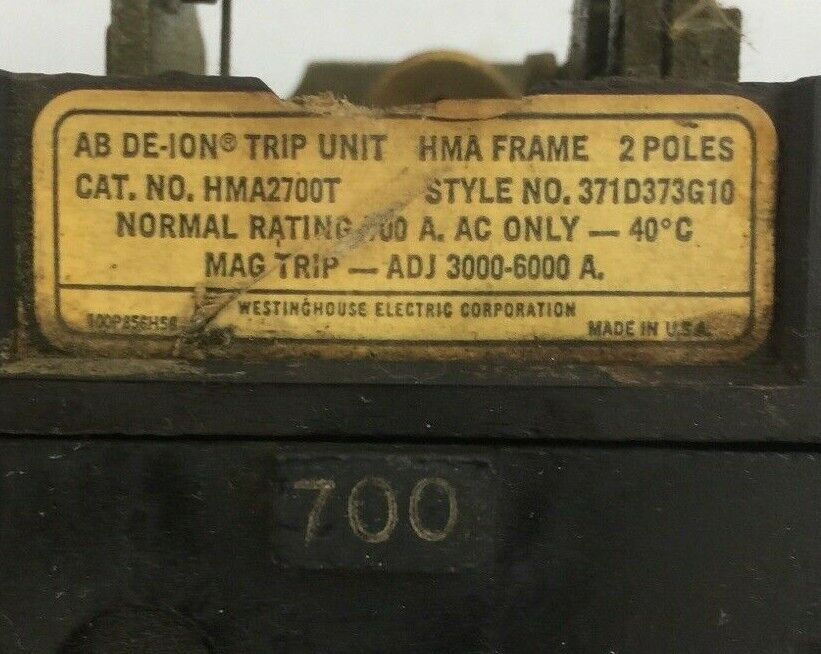 AB DE-ION® TRIP UNIT HMA FRAME 2 POLES
CAT. NO. HMA2700T STYLE NO. 371D373G10
NORMAL RATING 700 A. AC ONLY — 40°C
MAG TRIP — ADJ 3000-6000 A.
WESTINGHOUSE ELECTRIC CORPORATION
MADE IN U.S.A.
700